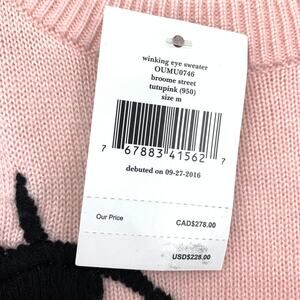 winking eye sweater
OUMU0746
broome street
tutupink (950)
size m
7 67883 41562 7
debuted on 09-27-2016
Our Price CAD$278.00
USD$228.00